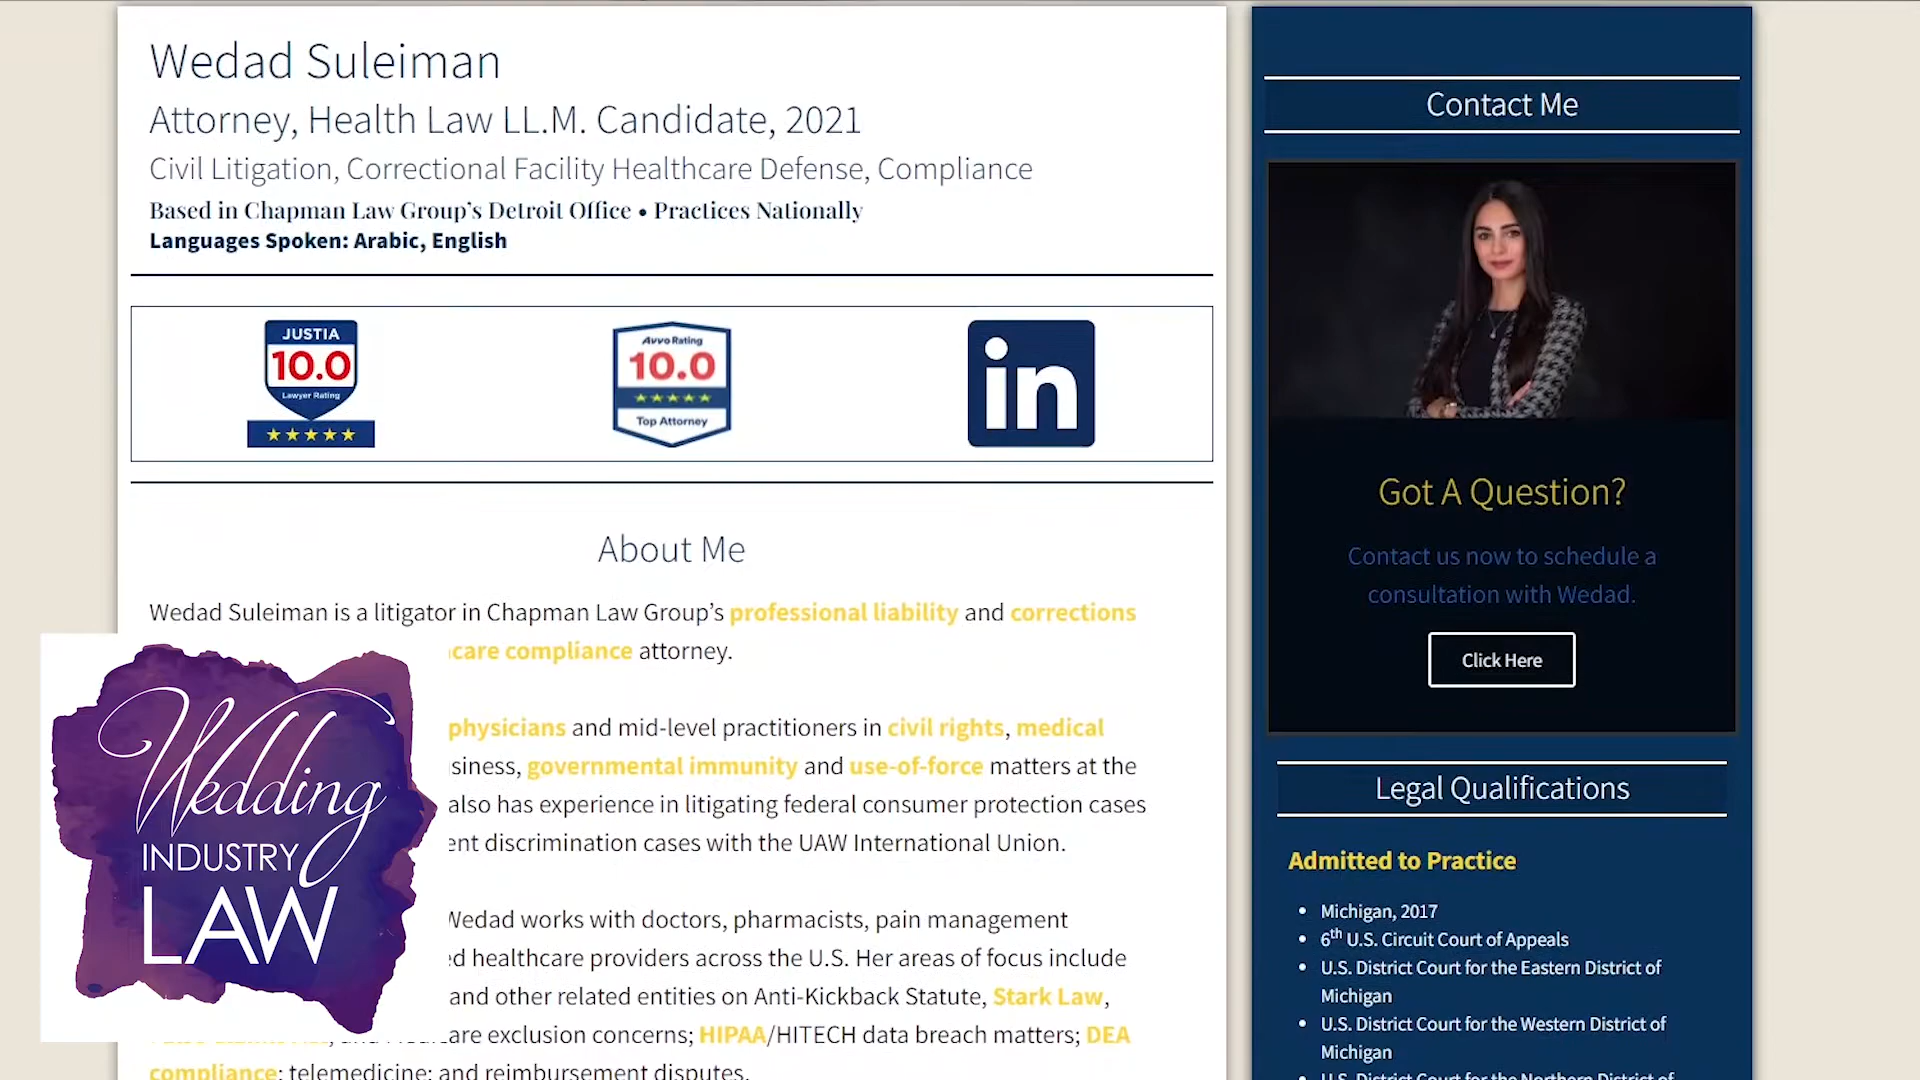 Wedad Suleiman
Attorney, Health Law LL.M. Candidate, 2021
Civil Litigation, Correctional Facility Healthcare Defense, Compliance
Based in Chapman Law Group's Detroit Office • Practices Nationally
Languages Spoken: Arabic, English
JUSTIA
10.0
Lawyer Rating
Avvo Rating
10.0
Top Attorney
in
About Me
Wedad Suleiman is a litigator in Chapman Law Group's professional liability and corrections
care compliance attorney.
physicians and mid-level practitioners in civil rights, medical
governmental immunity and use-of-force matters at the
also has experience in litigating federal consumer protection cases
discrimination cases with the UAW International Union.
Wedad works with doctors, pharmacists, pain management
healthcare providers across the U.S. Her areas of focus include
and other related entities on Anti-Kickback Statute, Stark Law,
exclusion concerns; HIPAA/HITECH data breach matters; DEA
compliance; telemedicine; and reimbursement disputes.
Wedding
INDUSTRY
LAW
Contact Me
Got A Question?
Contact us now to schedule a
consultation with Wedad.
Click Here
Legal Qualifications
Admitted to Practice
• Michigan, 2017
• 6th U.S. Circuit Court of Appeals
• U.S. District Court for the Eastern District of
Michigan
• U.S. District Court for the Western District of
Michigan
• U.S. District Court for the Northern District of